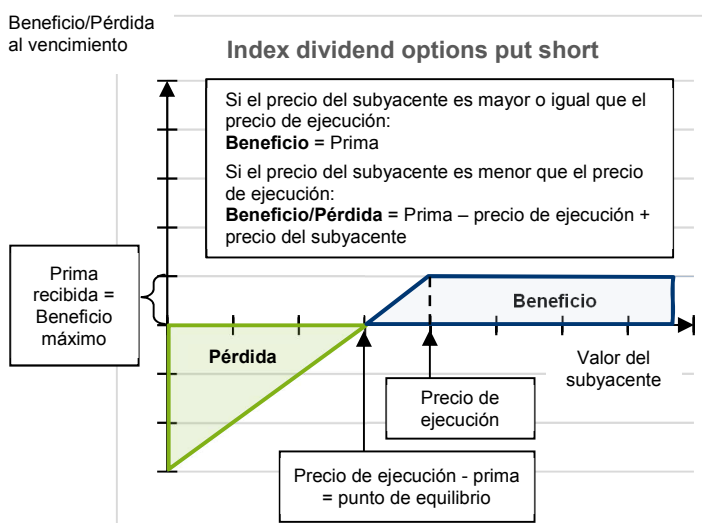 Beneficio/Pérdida
al vencimiento
Index dividend options put short
Si el precio del subyacente es mayor o igual que el
precio de ejecución:
Beneficio = Prima
Si el precio del subyacente es menor que el precio
de ejecución:
Beneficio/Pérdida = Prima – precio de ejecución +
precio del subyacente
Prima
recibida =
Beneficio
máximo
Beneficio
Pérdida
Valor del
subyacente
Precio de
ejecución
Precio de ejecución - prima
= punto de equilibrio